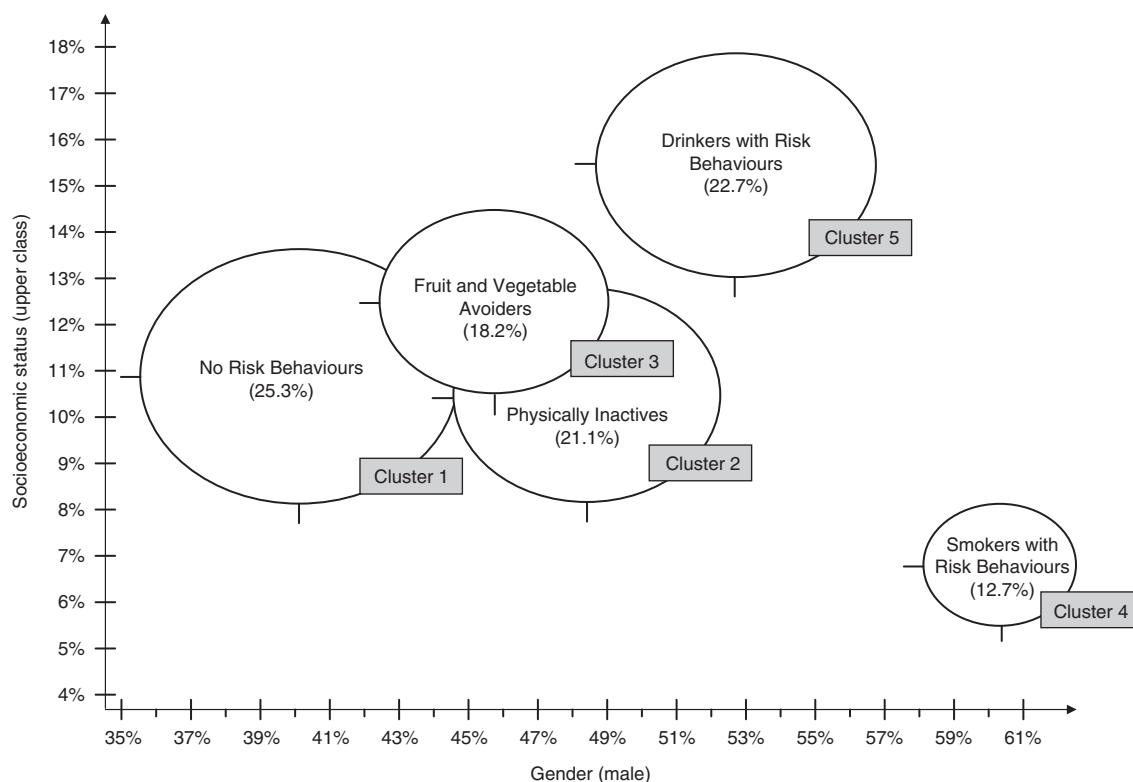 Socioeconomic status (upper class)
18%
17%
16%
15%
14%
13%
12%
11%
10%
9%
8%
7%
6%
5%
4%
Drinkers with Risk
Behaviours
(22.7%)
Cluster 5
Fruit and Vegetable
Avoiders
(18.2%)
Cluster 3
No Risk Behaviours
(25.3%)
Cluster 1
Physically Inactives
(21.1%)
Cluster 2
Smokers with
Risk Behaviours
(12.7%)
Cluster 4
35% 37% 39% 41% 43% 45% 47% 49% 51% 53% 55% 57% 59% 61%
Gender (male)